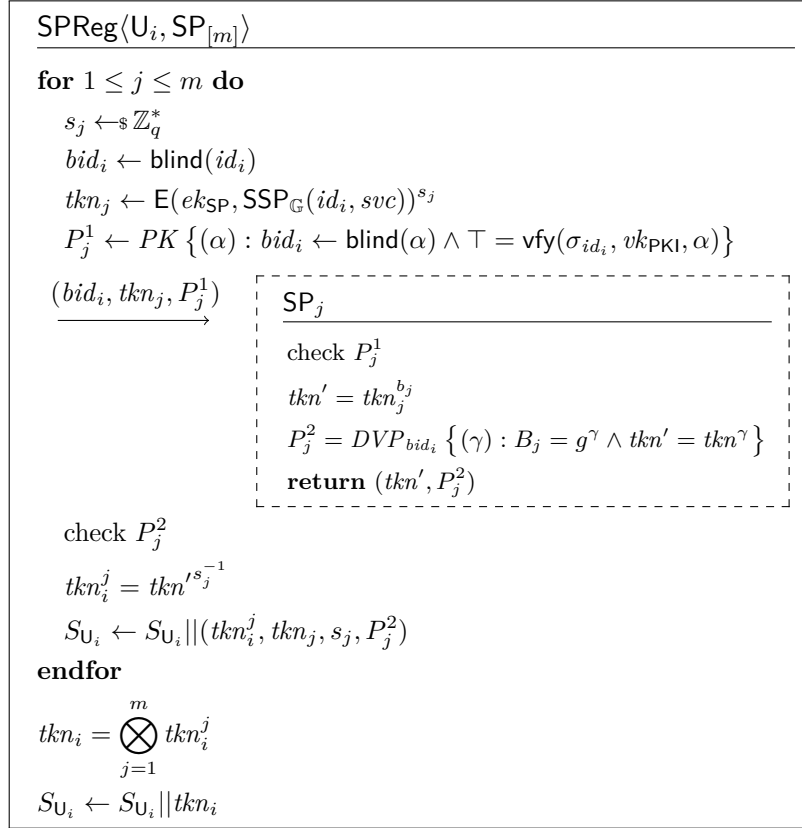 SPReg⟨U_i, SP_[m]⟩
for 1 ≤ j ≤ m do
s_j ←$ ℤ_q^*
bid_i ← blind(id_i)
tkn_j ← E(ek_SP, SSP_𝔾(id_i, svc))^{s_j}
P_j^1 ← PK {(α) : bid_i ← blind(α) ∧ ⊤ = vfy(σ_{id_i}, vk_PKI, α)}
(bid_i, tkn_j, P_j^1)
SP_j
check P_j^1
tkn′ = tkn_j^{b_j}
P_j^2 = DVP_{bid_i} {(γ) : B_j = g^γ ∧ tkn′ = tkn^γ}
return (tkn′, P_j^2)
check P_j^2
tkn_i^j = tkn′^{s_j^{-1}}
S_{U_i} ← S_{U_i}||(tkn_i^j, tkn_j, s_j, P_j^2)
endfor
tkn_i = ⨂_{j=1}^{m} tkn_i^j
S_{U_i} ← S_{U_i}||tkn_i